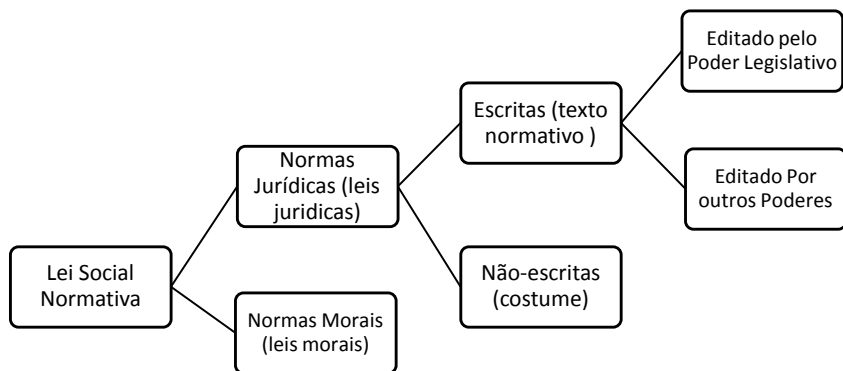 Lei Social
Normativa
Normas
Jurídicas (leis
juridicas)
Normas Morais
(leis morais)
Escritas (texto
normativo )
Não-escritas
(costume)
Editado pelo
Poder Legislativo
Editado Por
outros Poderes